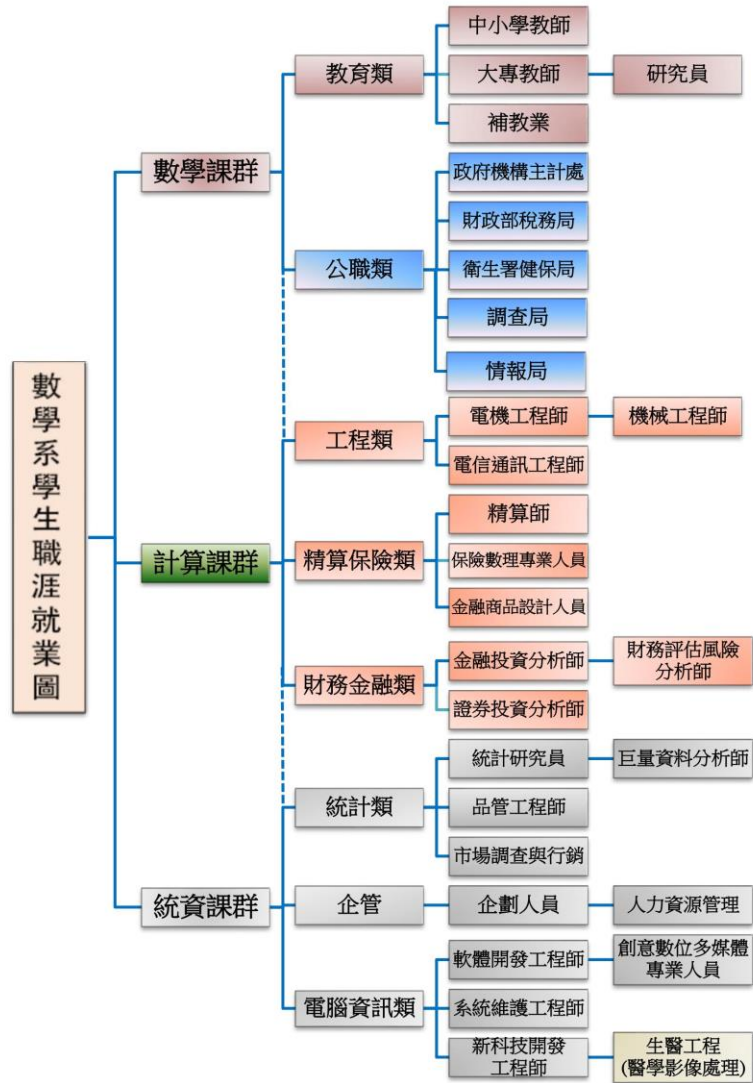 數學系學生職涯就業圖
數學課群
教育類
中小學教師
大專教師
研究員
補教業
公職類
政府機構主計處
財政部稅務局
衛生署健保局
調查局
情報局
計算課群
工程類
電機工程師
機械工程師
電信通訊工程師
精算保險類
精算師
保險數理專業人員
金融商品設計人員
財務金融類
金融投資分析師
財務評估風險
分析師
證券投資分析師
統資課群
統計類
統計研究員
巨量資料分析師
品管工程師
市場調查與行銷
企管
企劃人員
人力資源管理
電腦資訊類
軟體開發工程師
創意數位多媒體
專業人員
系統維護工程師
新科技開發
工程師
生醫工程
(醫學影像處理)